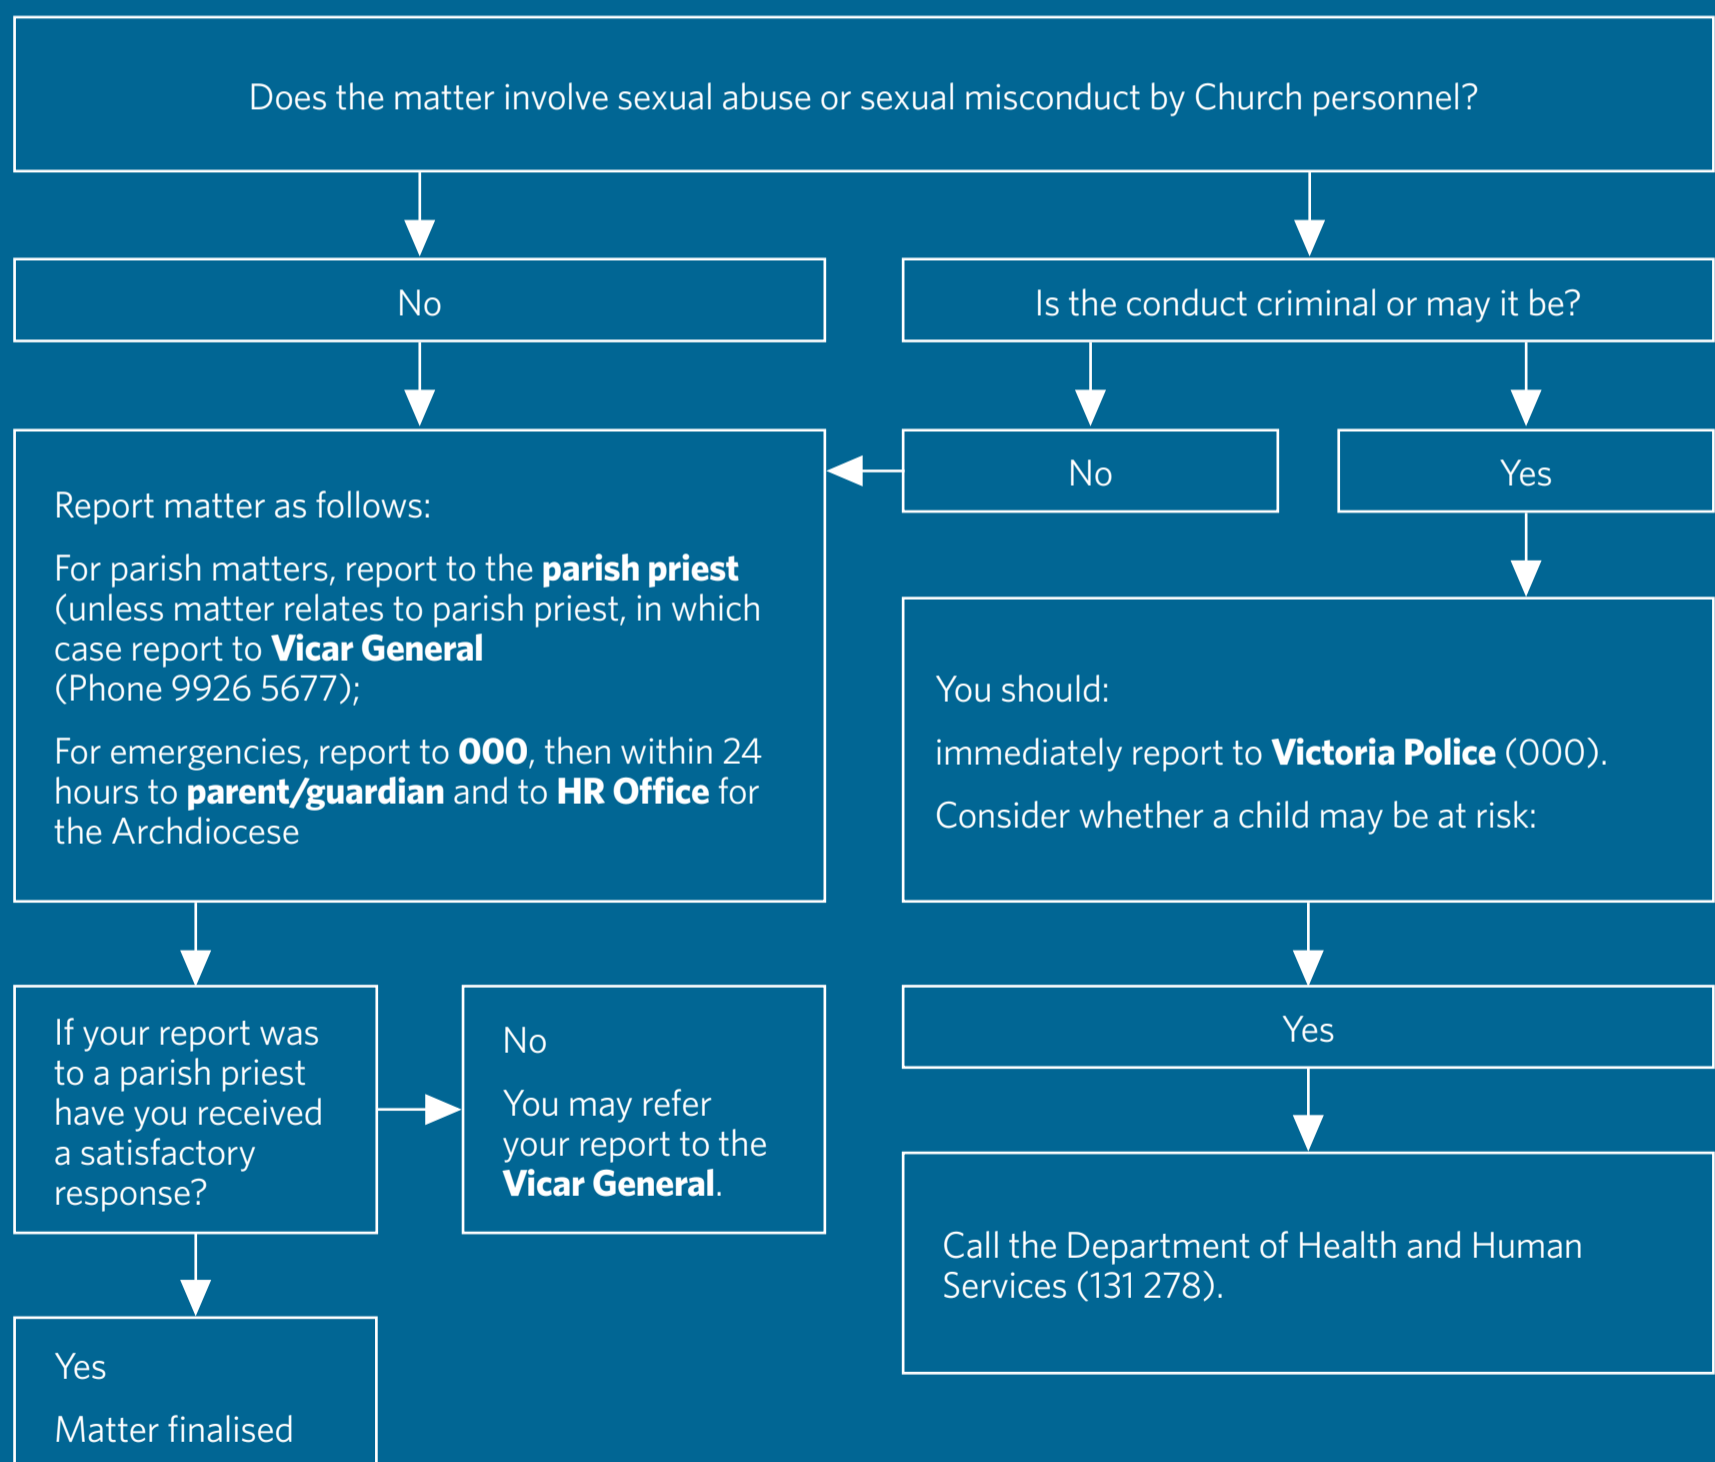 Does the matter involve sexual abuse or sexual misconduct by Church personnel?
No
Is the conduct criminal or may it be?
No
Yes
Report matter as follows:
For parish matters, report to the parish priest
(unless matter relates to parish priest, in which
case report to Vicar General
(Phone 9926 5677);
For emergencies, report to 000, then within 24
hours to parent/guardian and to HR Office for
the Archdiocese
You should:
immediately report to Victoria Police (000).
Consider whether a child may be at risk:
If your report was
to a parish priest
have you received
a satisfactory
response?
No
You may refer
your report to the
Vicar General.
Yes
Call the Department of Health and Human
Services (131 278).
Yes
Matter finalised